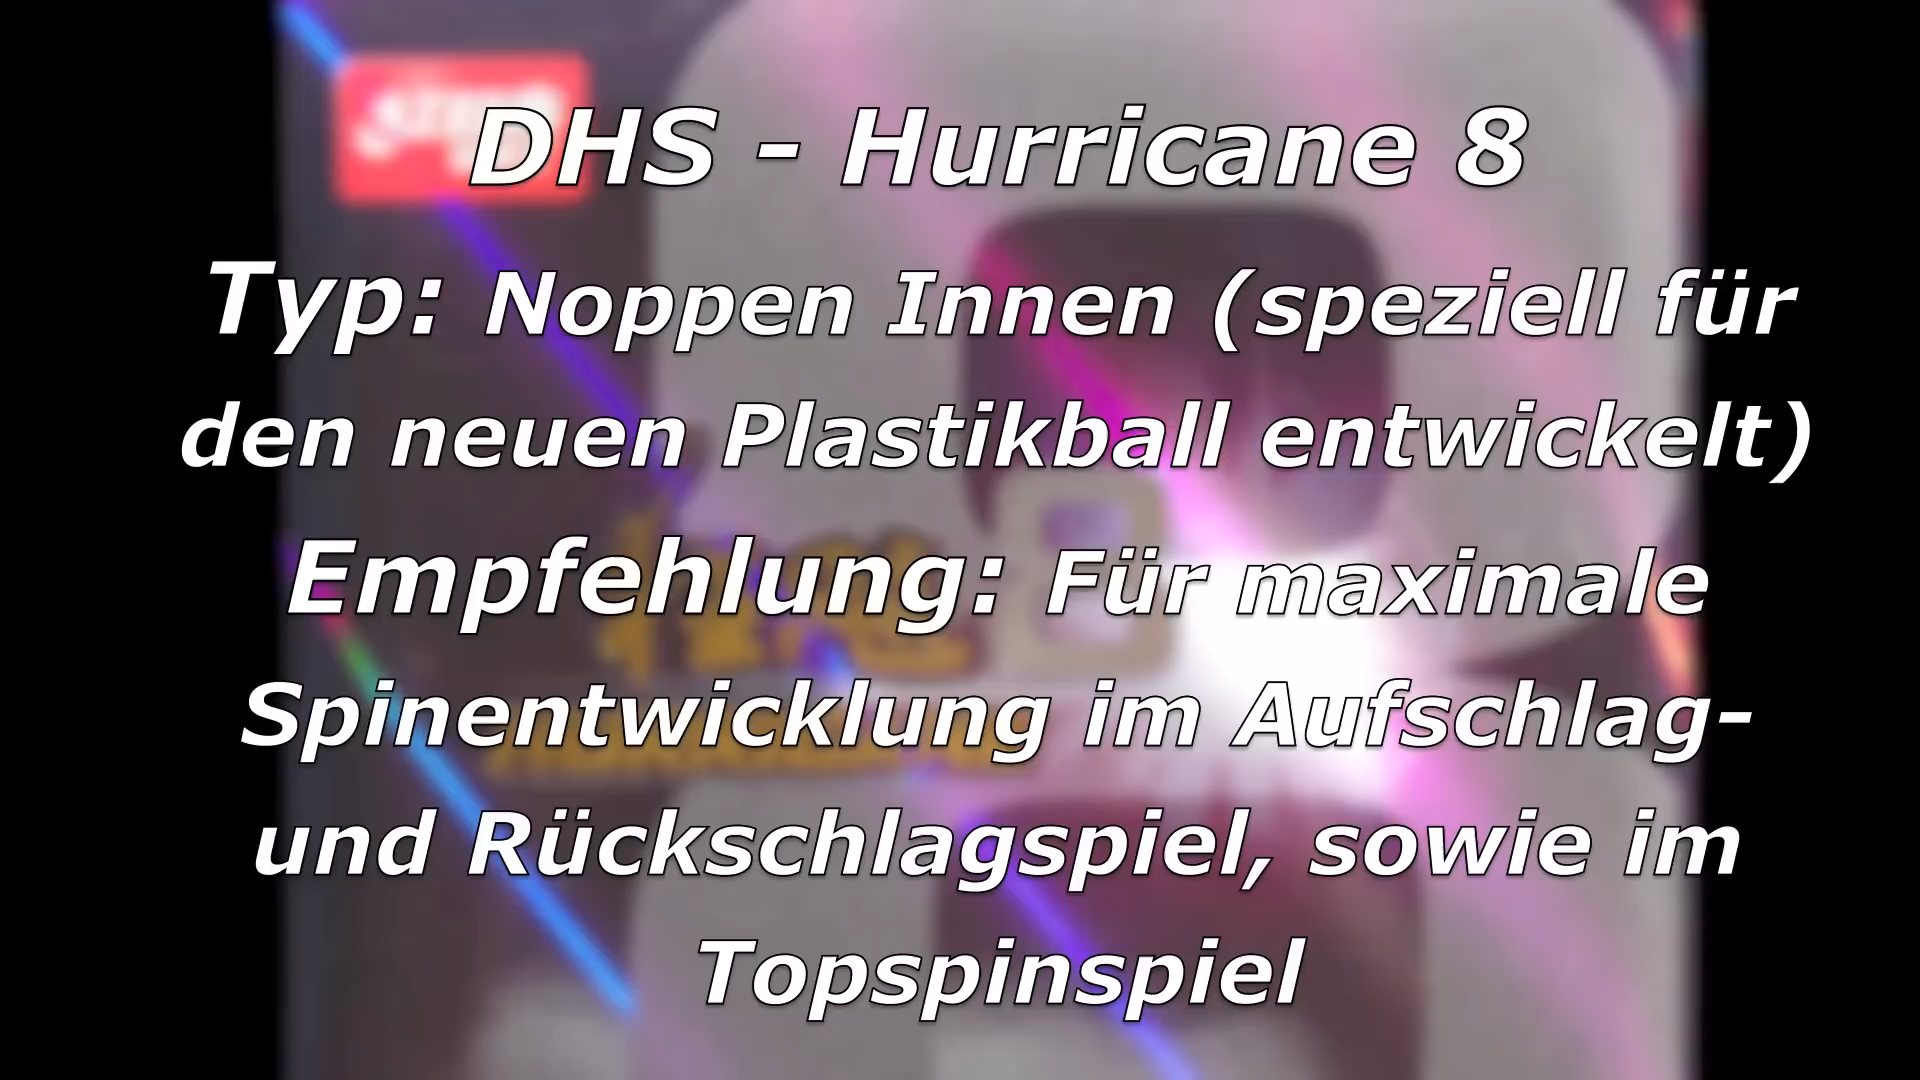 DHS - Hurricane 8
Typ: Noppen Innen (speziell für
den neuen Plastikball entwickelt)
Empfehlung: Für maximale
Spinentwicklung im Aufschlag-
und Rückschlagspiel, sowie im
Topspinspiel